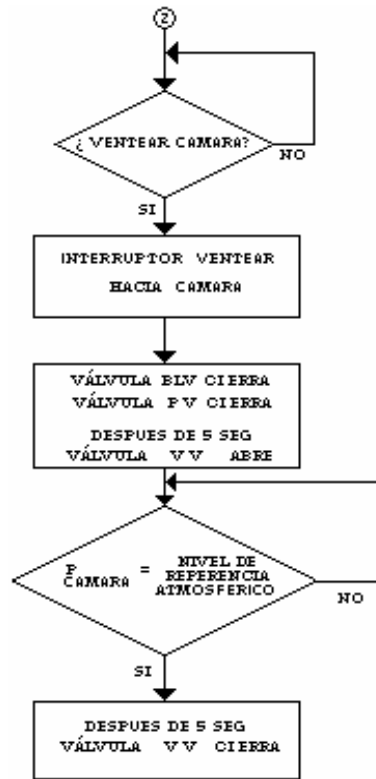 2
¿ VENTEAR CAMARA?
NO
SI
INTERRUPTOR VENTEAR
HACIA CAMARA
VÁLVULA BLV CIERRA
VÁLVULA PV CIERRA
DESPUES DE 5 SEG
VÁLVULA VV ABRE
P CAMARA = NIVEL DE
REFERENCIA
ATMOSFERICO
NO
SI
DESPUES DE 5 SEG
VÁLVULA VV CIERRA